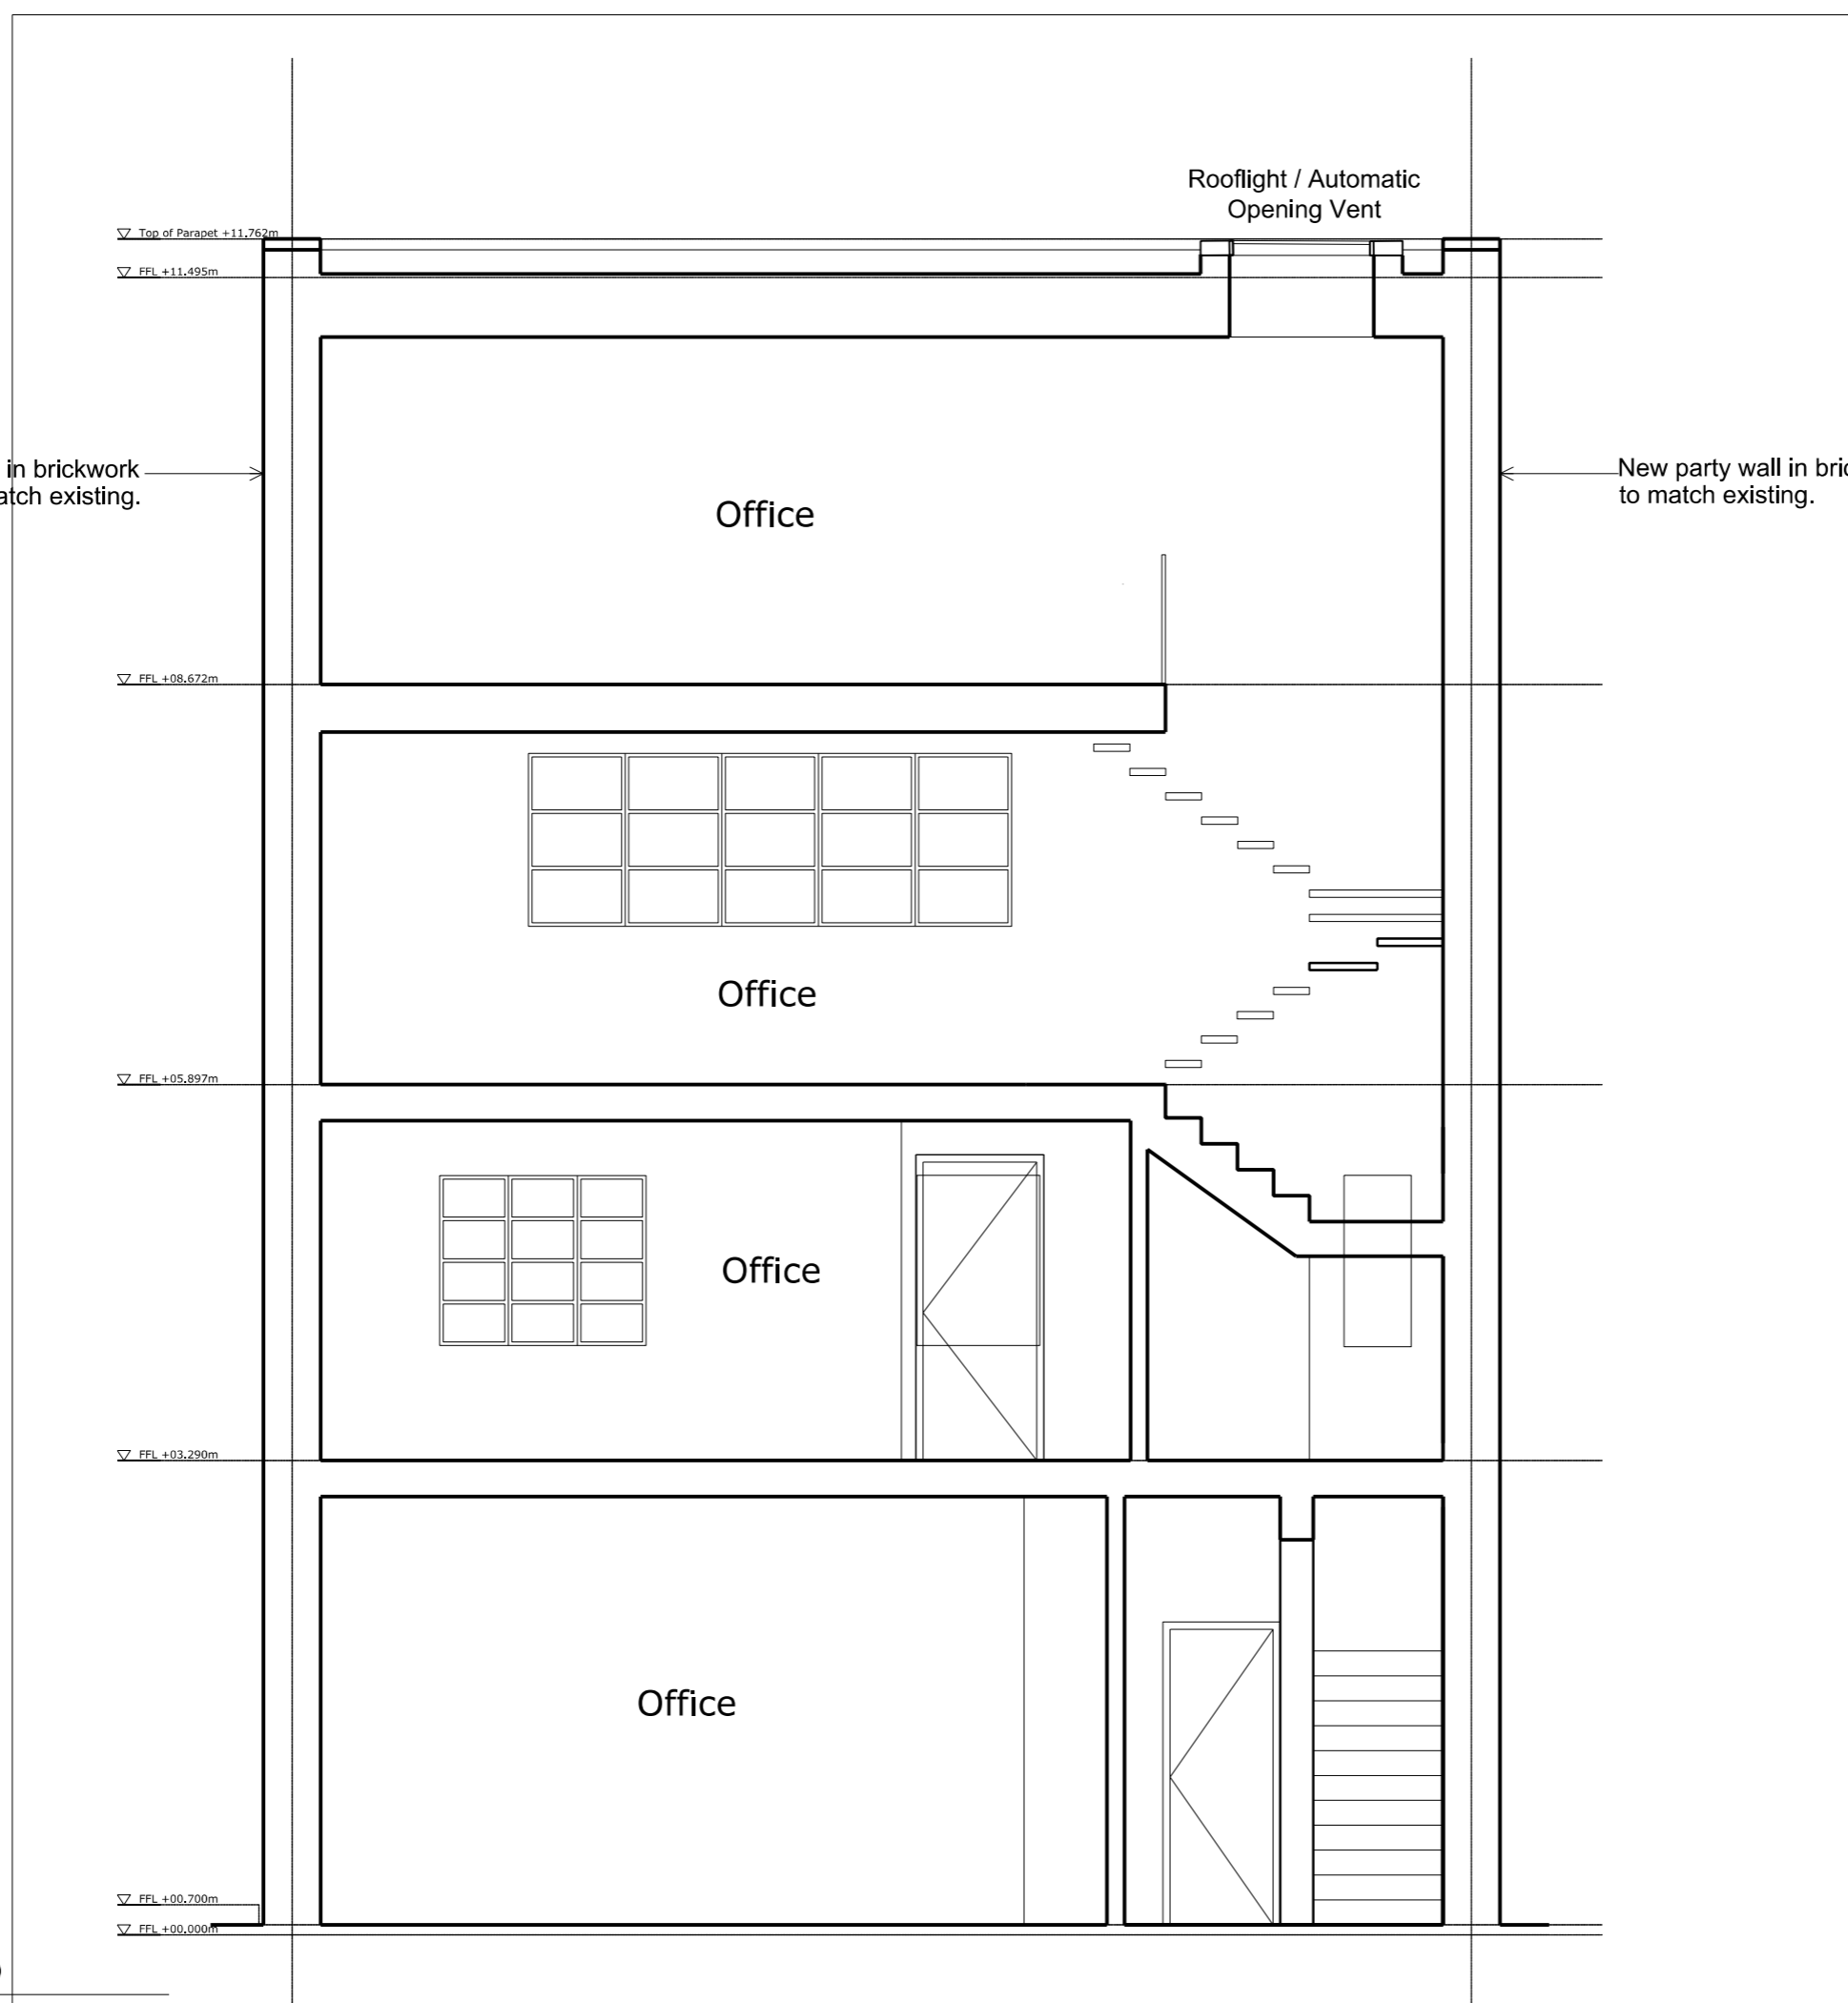 Rooflight / Automatic
Opening Vent
Top of Parapet +11.762m
FFL +11.495m
in brickwork
match existing.
New party wall in bric
to match existing.
Office
FFL +08.672m
Office
FFL +05.897m
Office
FFL +03.290m
Office
FFL +00.700m
FFL +00.000m
)